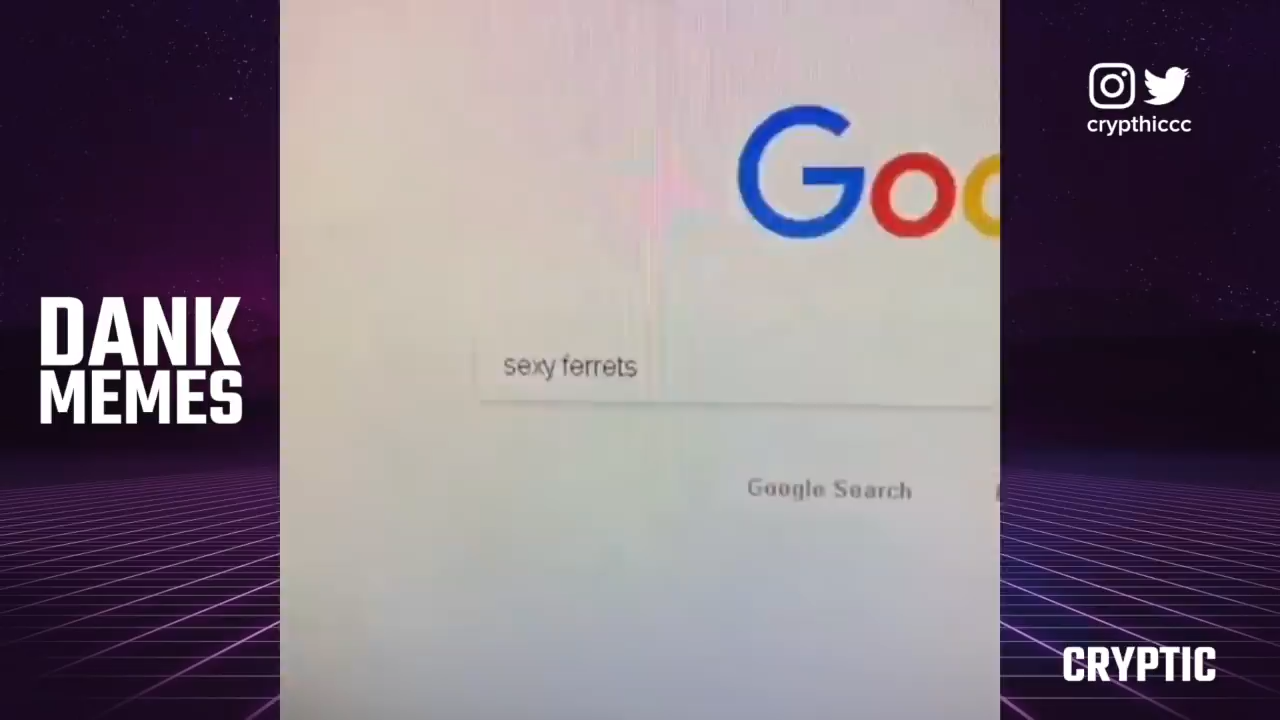 crypthiccc
Goo
DANK
MEMES
sexy ferrets
Google Search
CRYPTIC